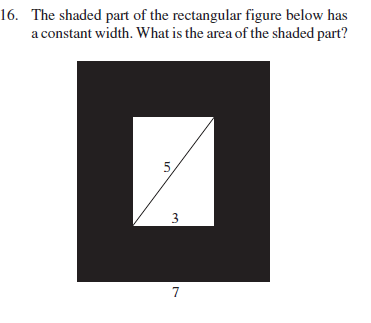 16. The shaded part of the rectangular figure below has
a constant width. What is the area of the shaded part?
5
3
7